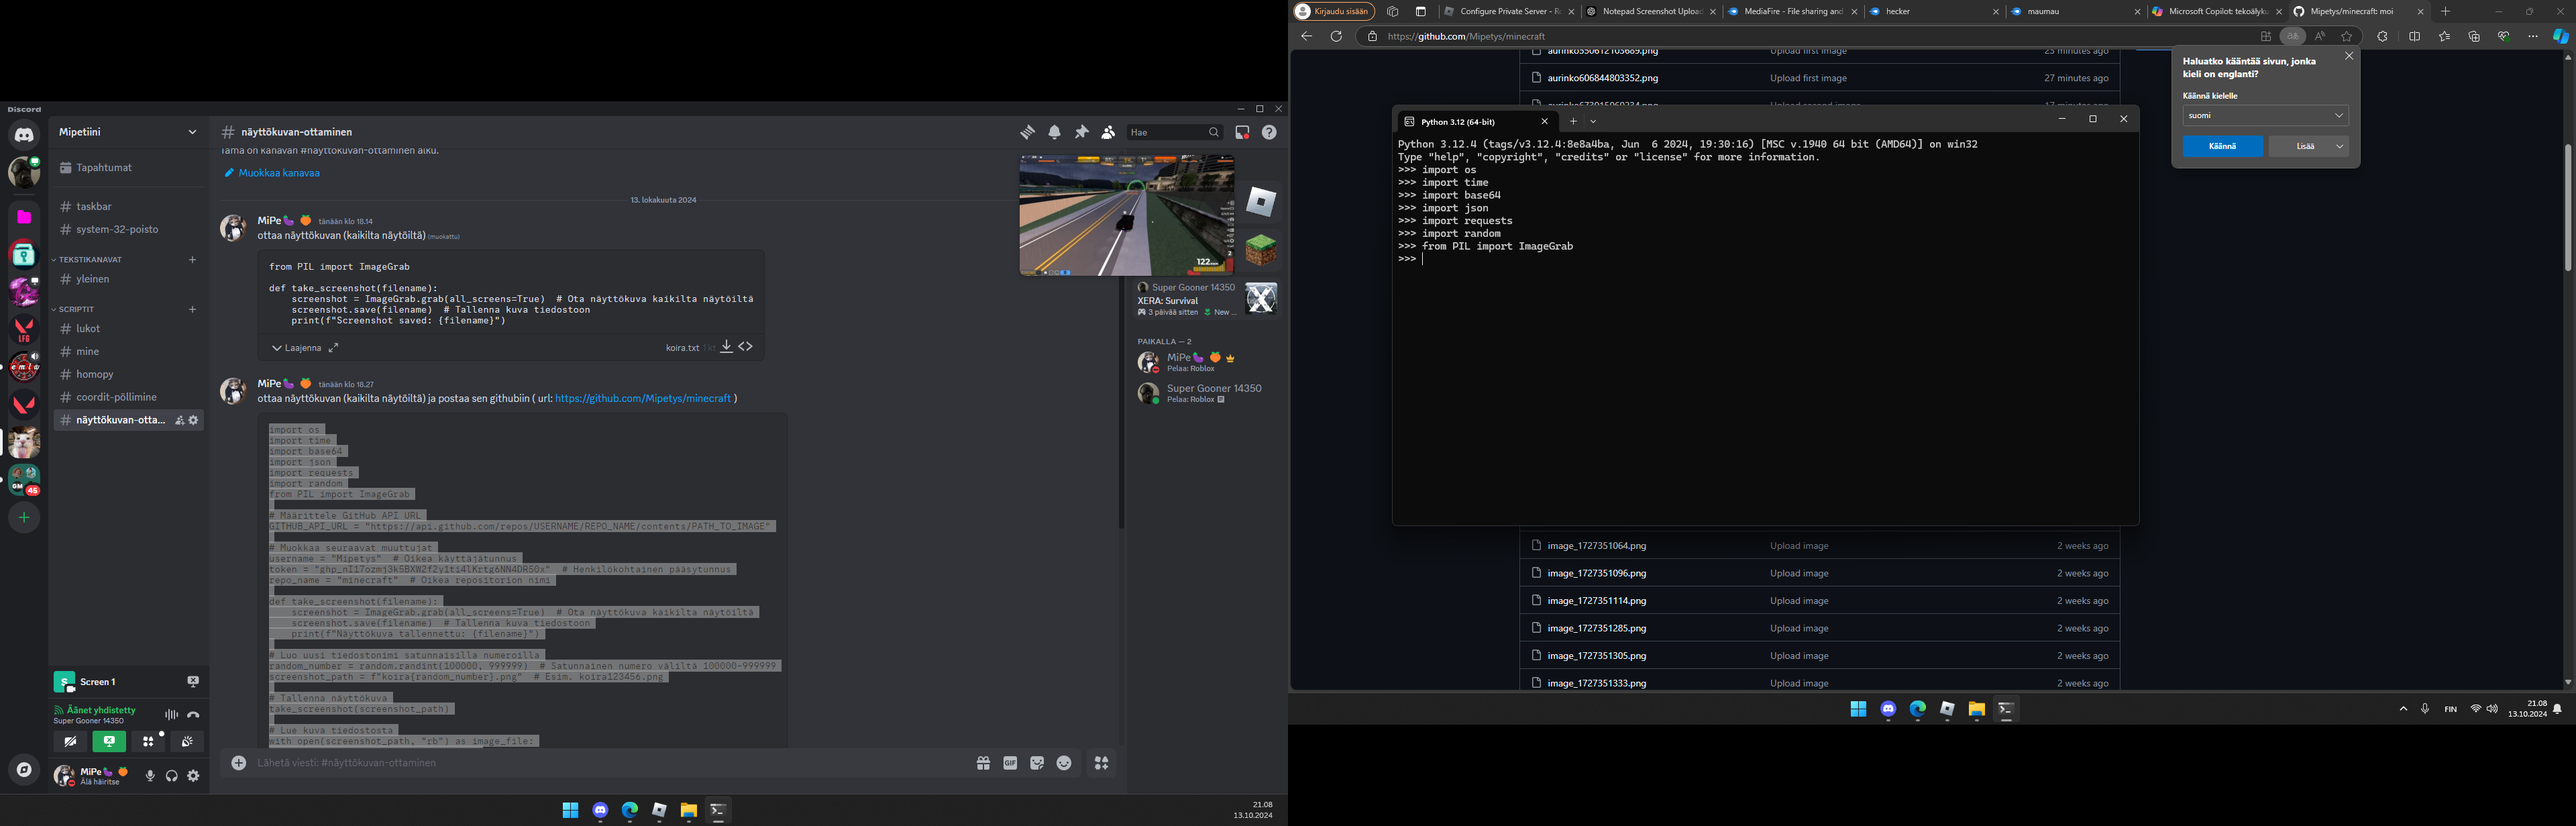 Discord
Mipetiini
Tapahtumat
taskbar
system-32-poisto
TEKSTIKANAVAT
yleinen
SCRIPTIT
lukot
mine
homopy
coordit-pöllimine
näyttökuvan-otta...
LFG
GM
45
Screen 1
Äänet yhdistetty
Super Gooner 14350
MiPe🍆 🍑
Älä häiritse
näyttökuvan-ottaminen
Hae
Tämä on kanavan #näyttökuvan-ottaminen alku.
Muokkaa kanavaa
13. lokakuuta 2024
MiPe🍆 🍑 tänään klo 18.14
ottaa näyttökuvan (kaikilta näytöiltä) (muokattu)
from PIL import ImageGrab
def take_screenshot(filename):
screenshot = ImageGrab.grab(all_screens=True) # Ota näyttökuva kaikilta näytöiltä
screenshot.save(filename) # Tallenna kuva tiedostoon
print(f"Screenshot saved: {filename}")
Laajenna
koira.txt
MiPe🍆 🍑 tänään klo 18.27
ottaa näyttökuvan (kaikilta näytöiltä) ja postaa sen githubiin ( url: https://github.com/Mipetys/minecraft )
import os
import time
import base64
import json
import requests
import random
from PIL import ImageGrab
# Määrittele GitHub API URL
GITHUB_API_URL = "https://api.github.com/repos/USERNAME/REPO_NAME/contents/PATH_TO_IMAGE"
# Muokkaa seuraavat muuttujat
username = "Mipetys" # Oikea käyttäjätunnus
token = # Henkilökohtainen pääsytunnus
repo_name = "minecraft" # Oikea repositorion nimi
def take_screenshot(filename):
screenshot = ImageGrab.grab(all_screens=True) # Ota näyttökuva kaikilta näytöiltä
screenshot.save(filename) # Tallenna kuva tiedostoon
print(f"Näyttökuva tallennettu: {filename}")
# Luo uusi tiedostonimi satunnaisilla numeroilla
random_number = random.randint(100000, 999999) # Satunnainen numero väliltä 100000-999999
screenshot_path = f"koira{random_number}.png" # Esim. koira123456.png
# Tallenna näyttökuva
take_screenshot(screenshot_path)
# Lue kuva tiedostosta
with open(screenshot_path, "rb") as image_file:
Lähetä viesti: #näyttökuvan-ottaminen
GIF
122
Super Gooner 14350
XERA: Survival
3 päivää sitten New ...
PAIKALLA — 2
MiPe🍆 🍑
Pelaa: Roblox
Super Gooner 14350
Pelaa: Roblox
21.08
13.10.2024
Kirjaudu sisään
Configure Private Server - Ro
Notepad Screenshot Upload
MediaFire - File sharing and
hecker
maumau
Microsoft Copilot: tekoälyku
Mipetys/minecraft: moi
https://github.com/Mipetys/minecraft
aurinko550612103689.png Upload first image 23 minutes ago
aurinko606844803352.png Upload first image 27 minutes ago
Haluatko kääntää sivun, jonka
kieli on englanti?
Käännä kielelle
suomi
Käännä
Lisää
Python 3.12 (64-bit)
Python 3.12.4 (tags/v3.12.4:8e8a4ba, Jun 6 2024, 19:30:16) [MSC v.1940 64 bit (AMD64)] on win32
Type "help", "copyright", "credits" or "license" for more information.
>>> import os
>>> import time
>>> import base64
>>> import json
>>> import requests
>>> import random
>>> from PIL import ImageGrab
>>>
image_1727351064.png Upload image 2 weeks ago
image_1727351096.png Upload image 2 weeks ago
image_1727351114.png Upload image 2 weeks ago
image_1727351285.png Upload image 2 weeks ago
image_1727351305.png Upload image 2 weeks ago
image_1727351333.png Upload image 2 weeks ago
FIN
21.08
13.10.2024